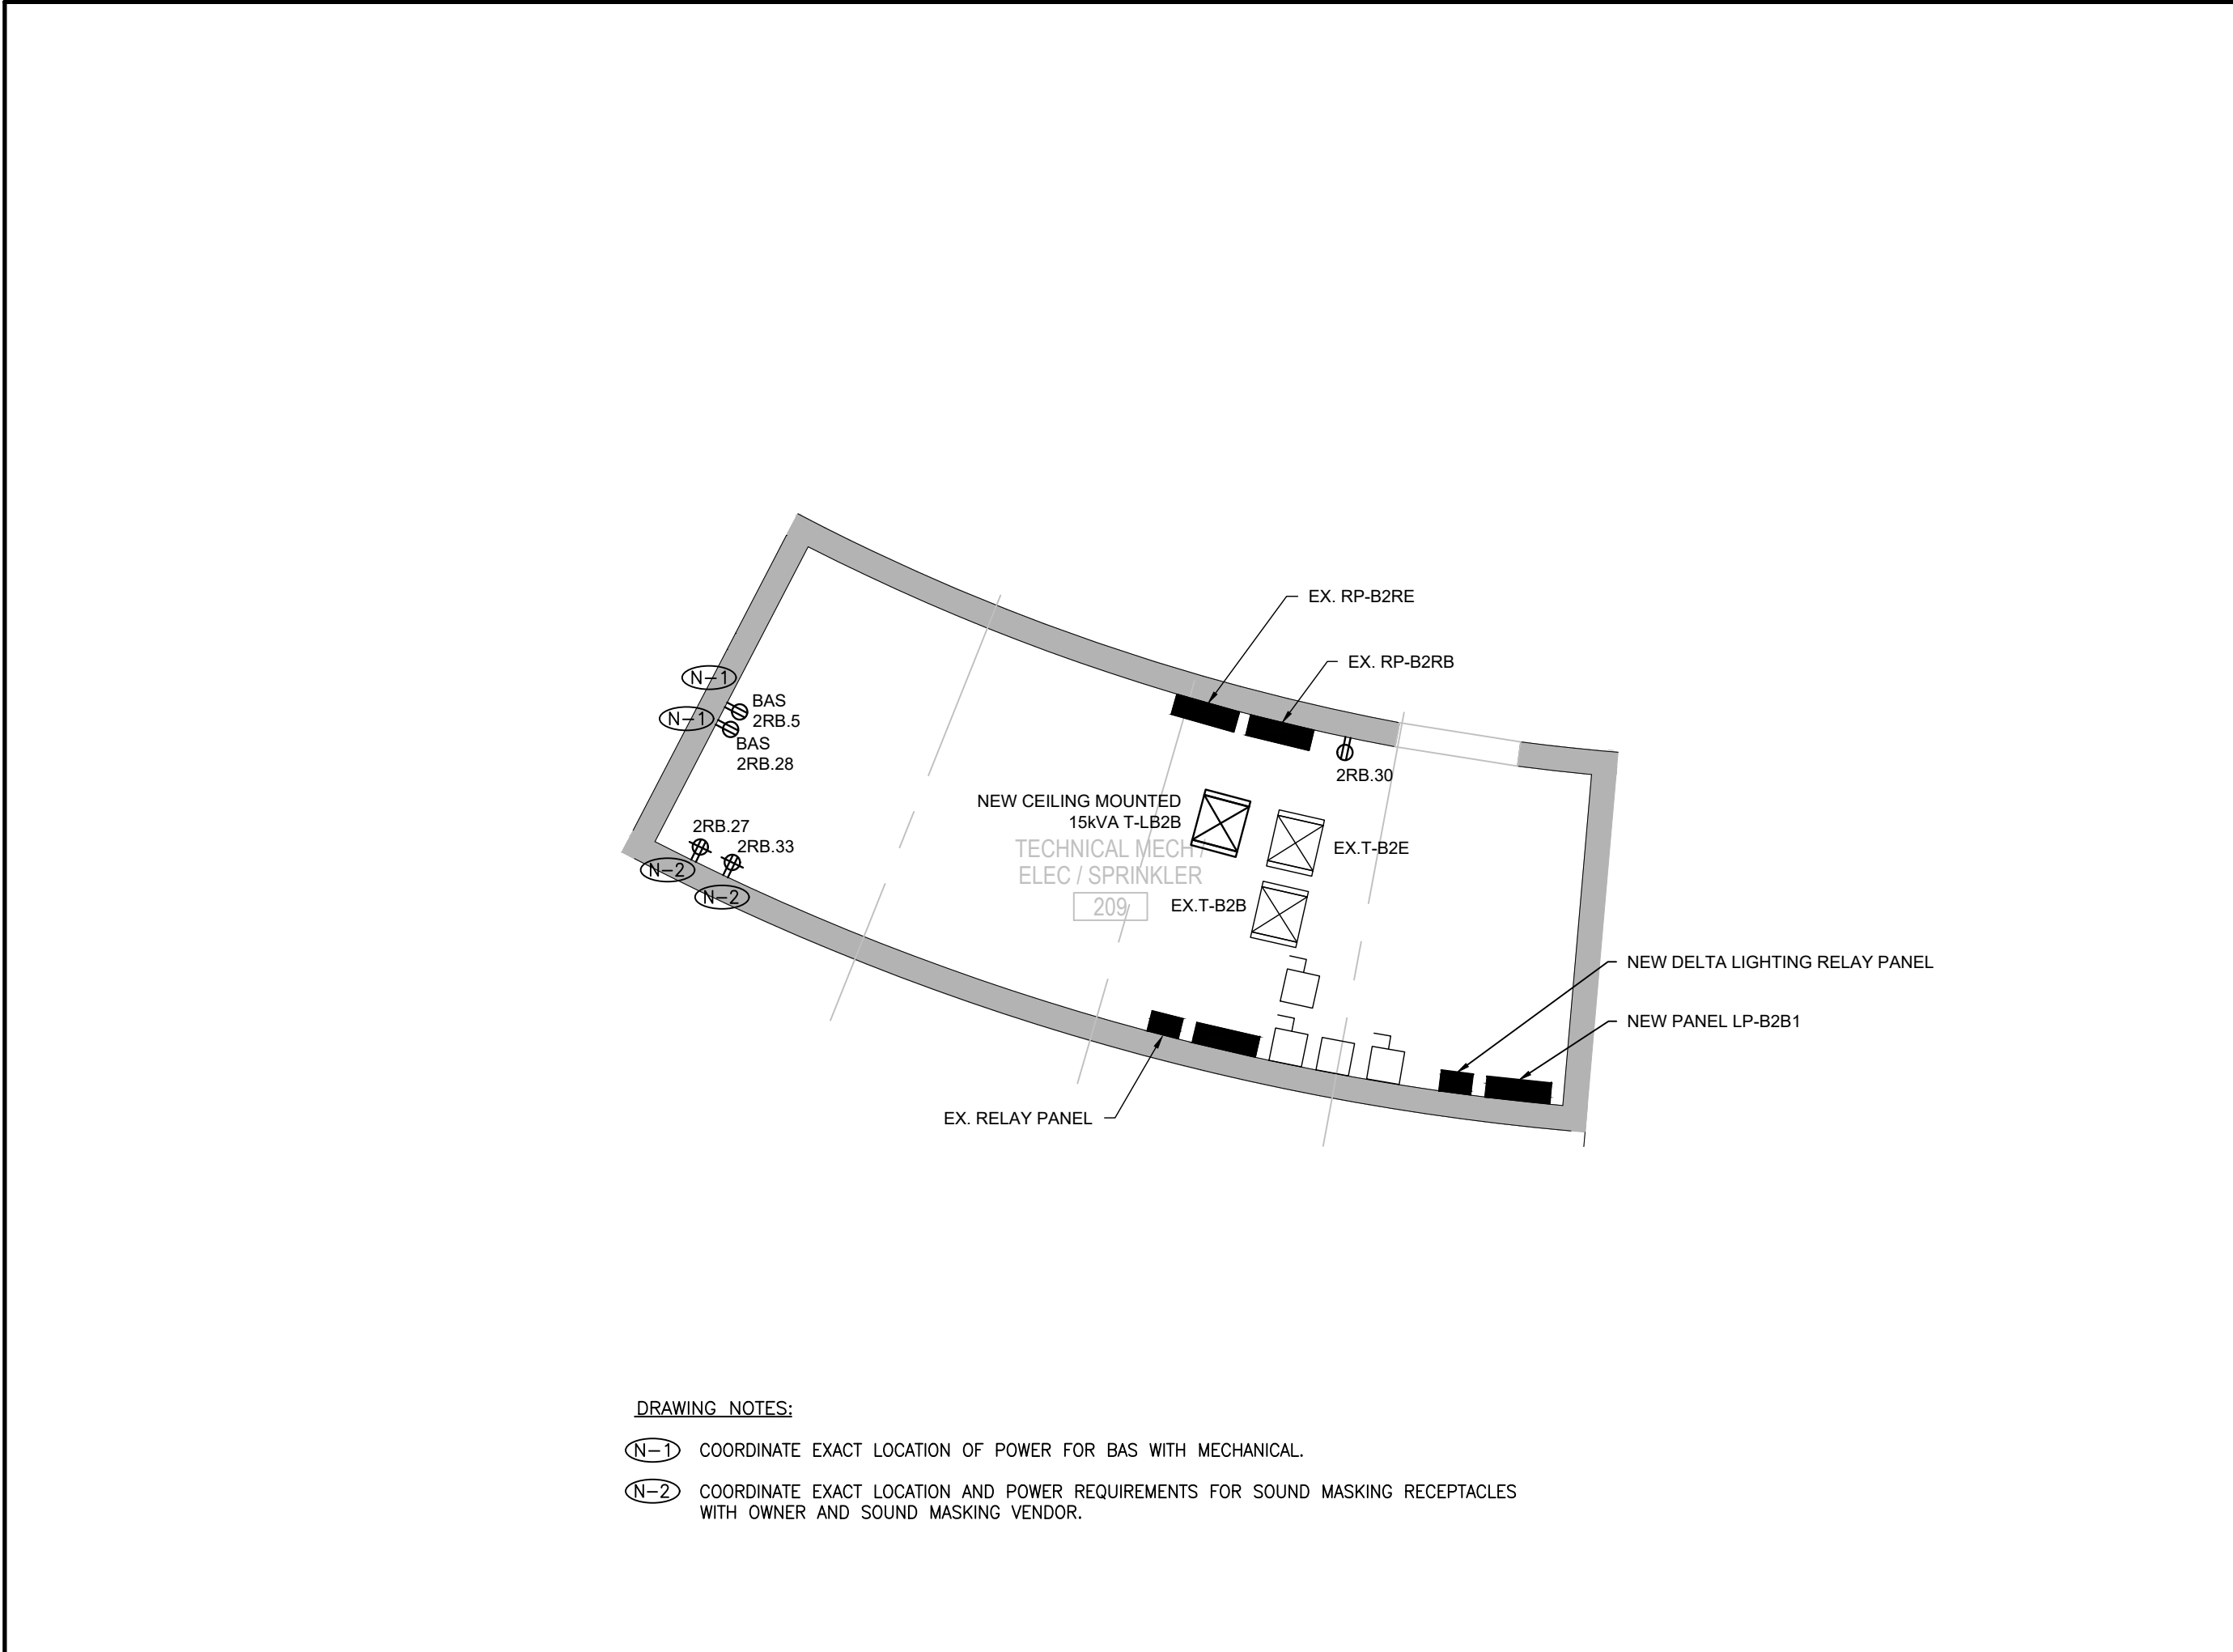 EX. RP-B2RE
EX. RP-B2RB
N-1
BAS
2RB.5
N-1
BAS
2RB.28
2RB.30
NEW CEILING MOUNTED
15kVA T-LB2B
2RB.27
2RB.33
TECHNICAL MECH /
ELEC / SPRINKLER
209
EX.T-B2E
EX.T-B2B
N-2
N-2
NEW DELTA LIGHTING RELAY PANEL
NEW PANEL LP-B2B1
EX. RELAY PANEL
DRAWING NOTES:
N-1 COORDINATE EXACT LOCATION OF POWER FOR BAS WITH MECHANICAL.
N-2 COORDINATE EXACT LOCATION AND POWER REQUIREMENTS FOR SOUND MASKING RECEPTACLES
WITH OWNER AND SOUND MASKING VENDOR.